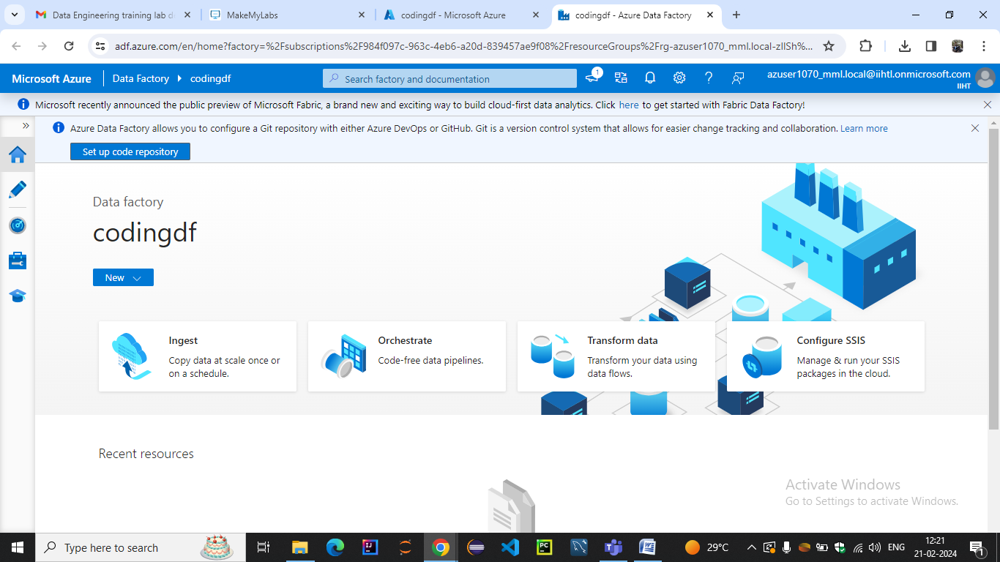 Data Engineering training lab d
MakeMyLabs
codingdf - Microsoft Azure
codingdf - Azure Data Factory
adf.azure.com/en/home?factory=%2Fsubscriptions%2F984f097c-963c-4eb6-a20d-839457ae9f08%2FresourceGroups%2Frg-azuser1070_mml.local-zIlSh%...
Microsoft Azure
Data Factory
codingdf
Search factory and documentation
1
azuser1070_mml.local@iihtl.onmicrosoft.com
IIHT
Microsoft recently announced the public preview of Microsoft Fabric, a brand new and exciting way to build cloud-first data analytics. Click here to get started with Fabric Data Factory!
Azure Data Factory allows you to configure a Git repository with either Azure DevOps or GitHub. Git is a version control system that allows for easier change tracking and collaboration. Learn more
Set up code repository
Data factory
codingdf
New
Ingest
Copy data at scale once or
on a schedule.
Orchestrate
Code-free data pipelines.
Transform data
Transform your data using
data flows.
Configure SSIS
Manage & run your SSIS
packages in the cloud.
Recent resources
Activate Windows
Go to Settings to activate Windows.
Type here to search
29°C
ENG
12:21
21-02-2024
1